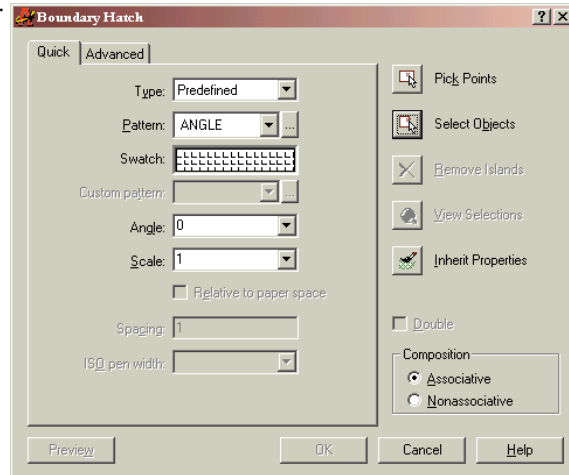 Boundary Hatch
Quick Advanced
Type: Predefined
Pattern: ANGLE ...
Swatch:
Custom pattern: ...
Angle: 0
Scale: 1
Relative to paper space
Spacing: 1
ISO pen width:
Pick Points
Select Objects
Remove Islands
View Selections
Inherit Properties
Double
Composition
Associative
Nonassociative
Preview OK Cancel Help